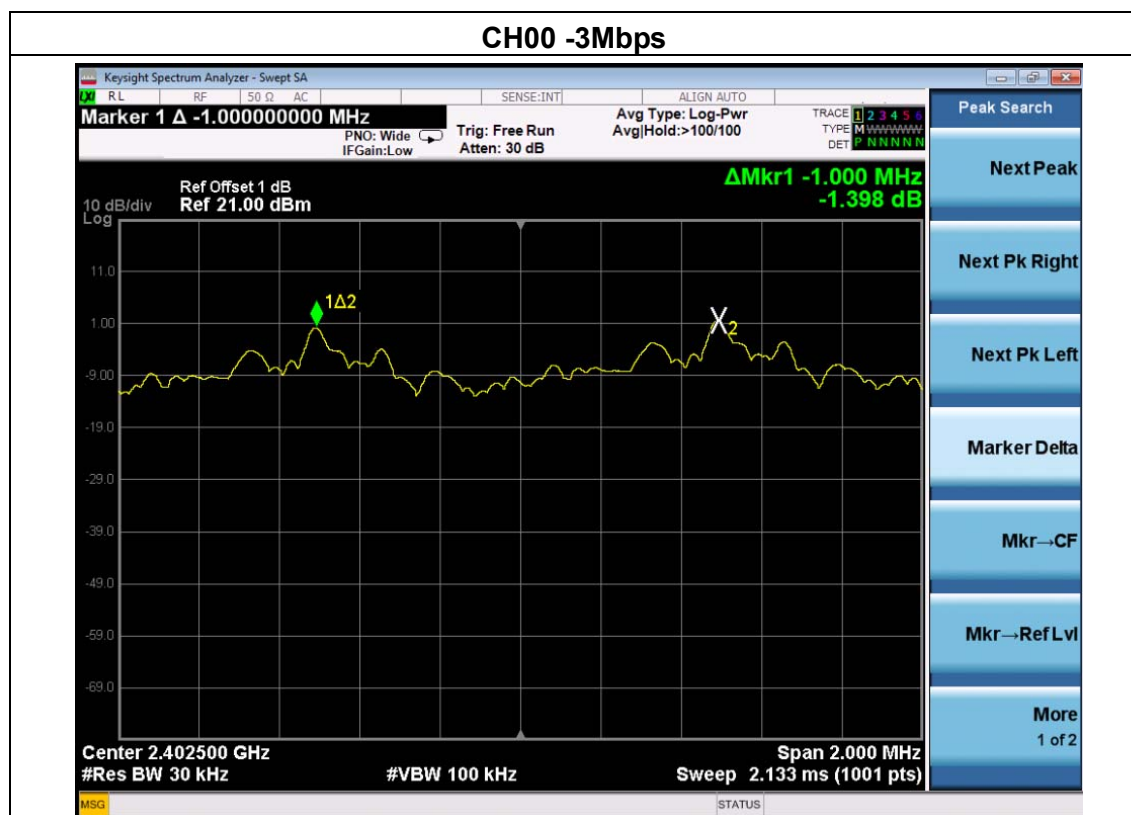 CH00 -3Mbps
Keysight Spectrum Analyzer - Swept SA
LXI RL RF 50 Ω AC SENSE:INT ALIGN AUTO
Marker 1 Δ -1.000000000 MHz
PNO: Wide
IFGain:Low
Trig: Free Run
Atten: 30 dB
Avg Type: Log-Pwr
Avg|Hold:>100/100
TRACE 1 2 3 4 5 6
TYPE M WWWWW
DET P N N N N N
ΔMkr1 -1.000 MHz
-1.398 dB
Ref Offset 1 dB
10 dB/div Ref 21.00 dBm
Log
11.0
1.00
-9.00
-19.0
-29.0
-39.0
-49.0
-59.0
-69.0
1Δ2
X2
Center 2.402500 GHz Span 2.000 MHz
#Res BW 30 kHz #VBW 100 kHz Sweep 2.133 ms (1001 pts)
MSG STATUS
Peak Search
Next Peak
Next Pk Right
Next Pk Left
Marker Delta
Mkr→CF
Mkr→Ref Lvl
More
1 of 2